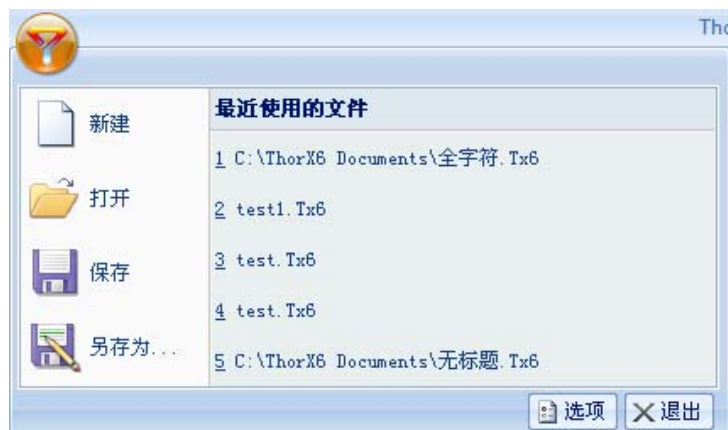 Tho
新建
打开
保存
另存为...
最近使用的文件
1 C:\ThorX6 Documents\全字符.Tx6
2 test1.Tx6
3 test.Tx6
4 test.Tx6
5 C:\ThorX6 Documents\无标题.Tx6
选项
退出